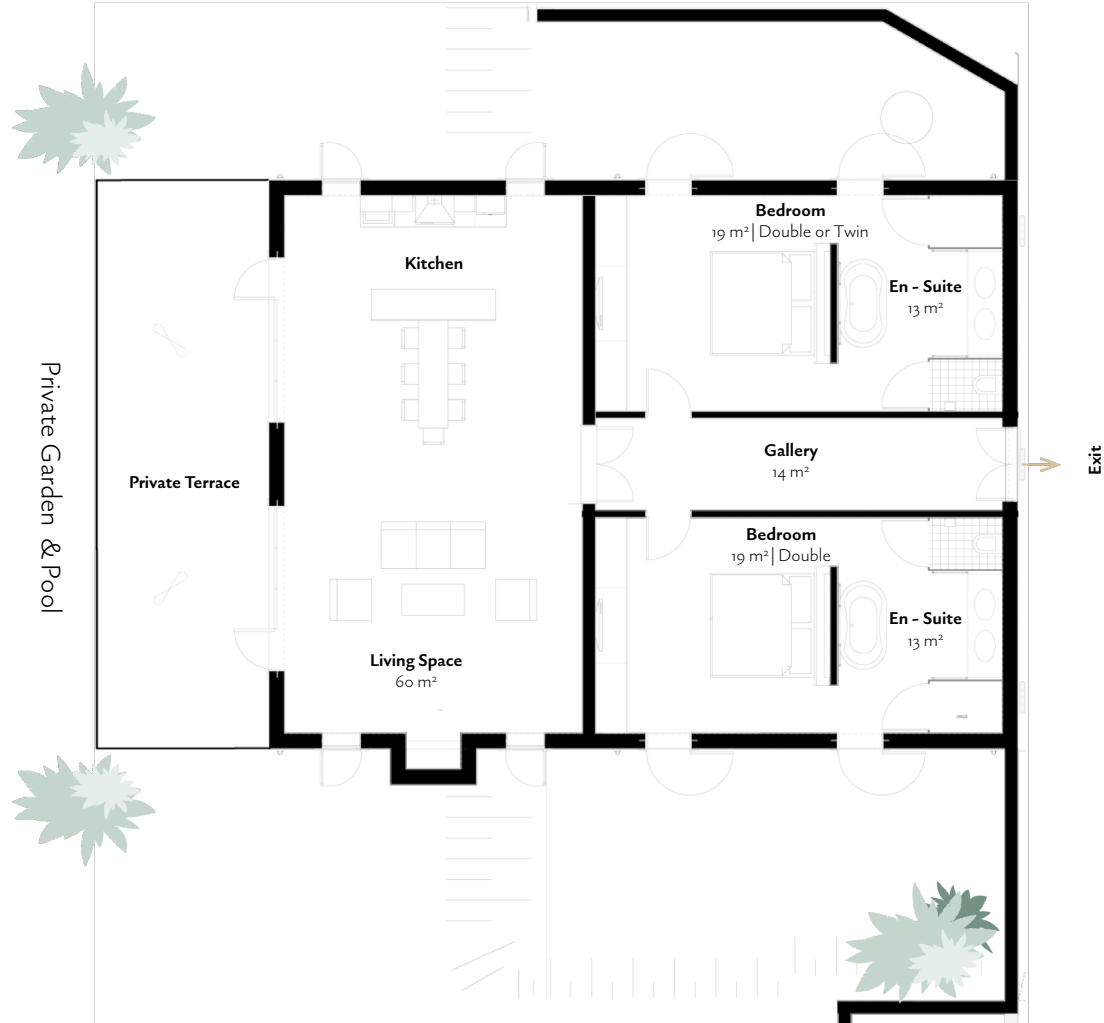 Bedroom
19 m² | Double or Twin
Kitchen
En - Suite
13 m²
Private Garden & Pool
Private Terrace
Gallery
14 m²
Exit
Bedroom
19 m² | Double
En - Suite
13 m²
Living Space
60 m²